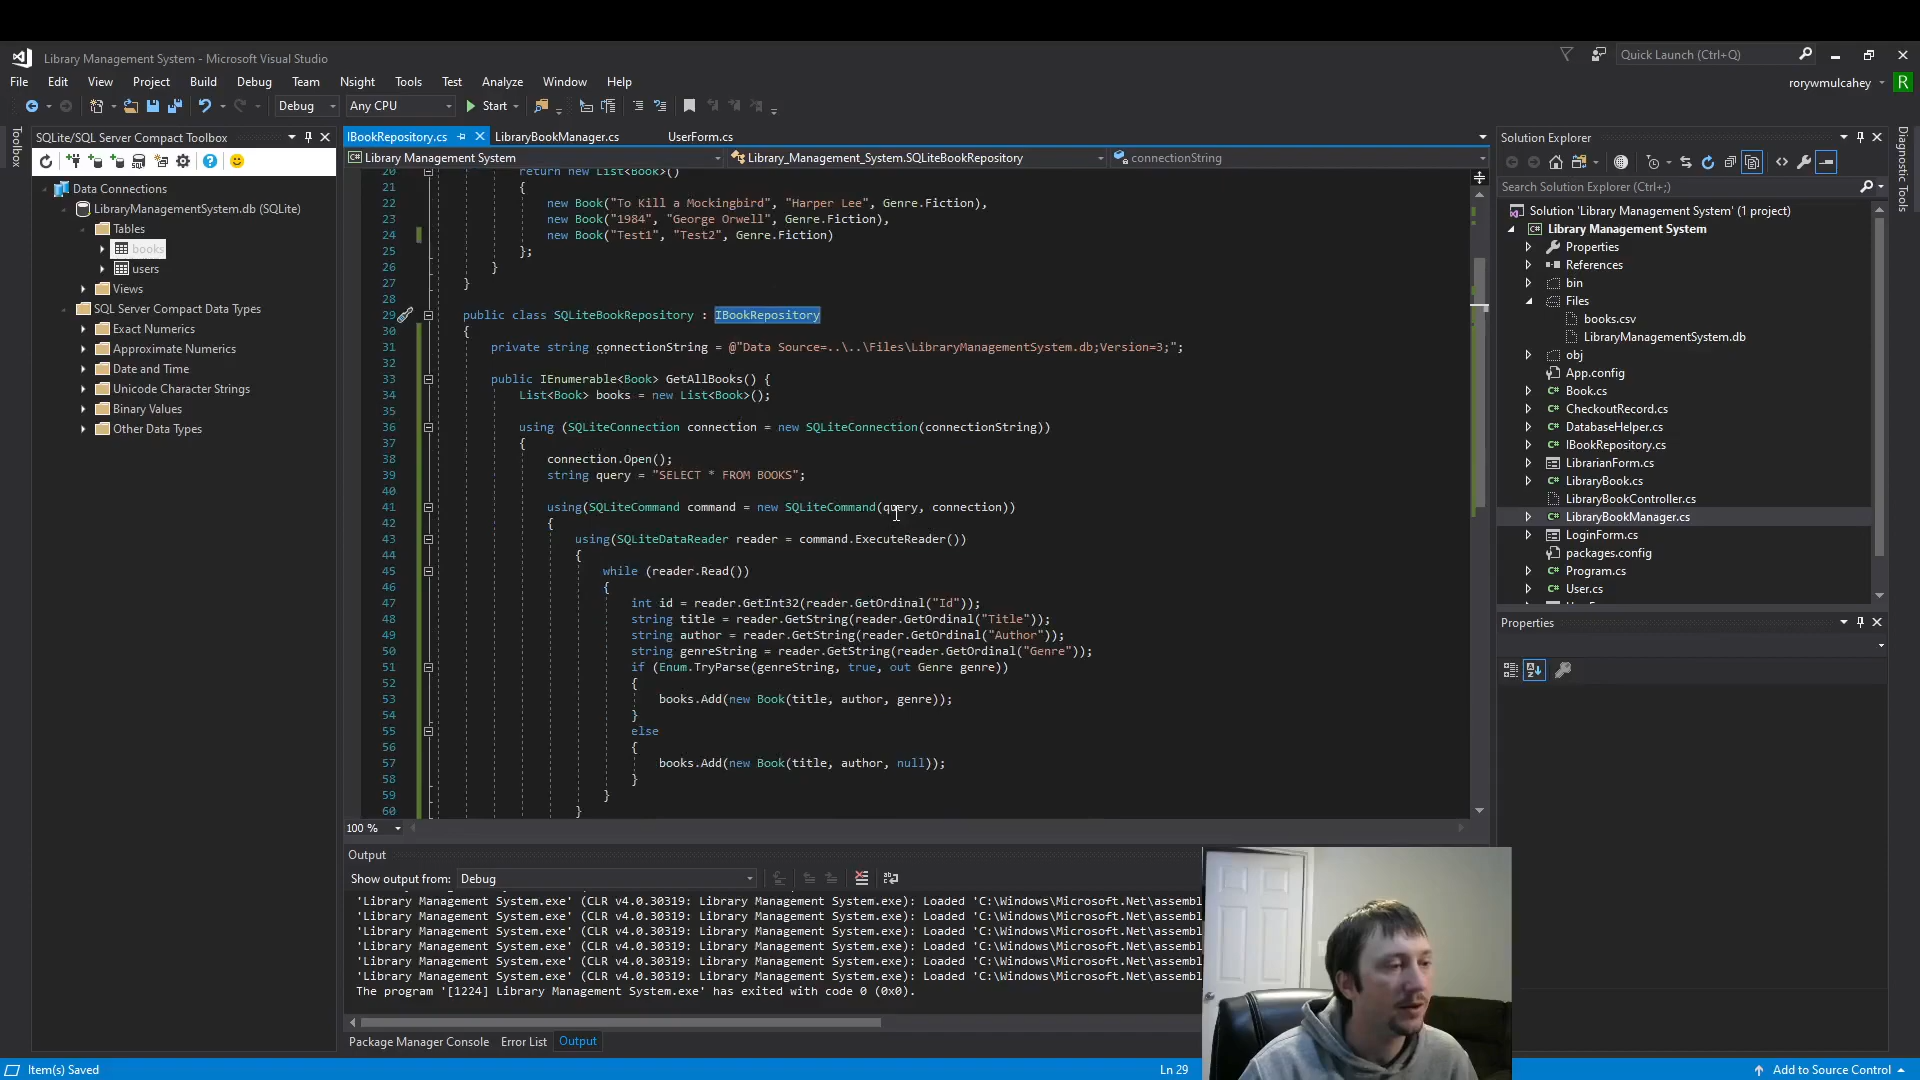 Library Management System - Microsoft Visual Studio
Quick Launch (Ctrl+Q)
File Edit View Project Build Debug Team Nsight Tools Test Analyze Window Help
rorywmulcahey R
Debug Any CPU Start
Toolbox
SQLite/SQL Server Compact Toolbox
Data Connections
LibraryManagementSystem.db (SQLite)
Tables
books
users
Views
SQL Server Compact Data Types
Exact Numerics
Approximate Numerics
Date and Time
Unicode Character Strings
Binary Values
Other Data Types
IBookRepository.cs LibraryBookManager.cs UserForm.cs
Library Management System Library_Management_System.SQLiteBookRepository connectionString
20 return new List<Book>()
21 {
22 new Book("To Kill a Mockingbird", "Harper Lee", Genre.Fiction),
23 new Book("1984", "George Orwell", Genre.Fiction),
24 new Book("Test1", "Test2", Genre.Fiction)
25 };
26 }
27 }
28
29 public class SQLiteBookRepository : IBookRepository
30 {
31 private string connectionString = @"Data Source=..\..\Files\LibraryManagementSystem.db;Version=3;";
32
33 public IEnumerable<Book> GetAllBooks() {
34 List<Book> books = new List<Book>();
35
36 using (SQLiteConnection connection = new SQLiteConnection(connectionString))
37 {
38 connection.Open();
39 string query = "SELECT * FROM BOOKS";
40
41 using(SQLiteCommand command = new SQLiteCommand(query, connection))
42 {
43 using(SQLiteDataReader reader = command.ExecuteReader())
44 {
45 while (reader.Read())
46 {
47 int id = reader.GetInt32(reader.GetOrdinal("Id"));
48 string title = reader.GetString(reader.GetOrdinal("Title"));
49 string author = reader.GetString(reader.GetOrdinal("Author"));
50 string genreString = reader.GetString(reader.GetOrdinal("Genre"));
51 if (Enum.TryParse(genreString, true, out Genre genre))
52 {
53 books.Add(new Book(title, author, genre));
54 }
55 else
56 {
57 books.Add(new Book(title, author, null));
58 }
59 }
60 }
100 %
Output
Show output from: Debug
'Library Management System.exe' (CLR v4.0.30319: Library Management System.exe): Loaded 'C:\Windows\Microsoft.Net\assembl
'Library Management System.exe' (CLR v4.0.30319: Library Management System.exe): Loaded 'C:\Windows\Microsoft.Net\assembl
'Library Management System.exe' (CLR v4.0.30319: Library Management System.exe): Loaded 'C:\Windows\Microsoft.Net\assembl
'Library Management System.exe' (CLR v4.0.30319: Library Management System.exe): Loaded 'C:\Windows\Microsoft.Net\assembl
'Library Management System.exe' (CLR v4.0.30319: Library Management System.exe): Loaded 'C:\Windows\Microsoft.Net\assembl
'Library Management System.exe' (CLR v4.0.30319: Library Management System.exe): Loaded 'C:\Windows\Microsoft.Net\assembl
The program '[1224] Library Management System.exe' has exited with code 0 (0x0).
Package Manager Console Error List Output
Solution Explorer
Search Solution Explorer (Ctrl+;)
Solution 'Library Management System' (1 project)
Library Management System
Properties
References
bin
Files
books.csv
LibraryManagementSystem.db
obj
App.config
Book.cs
CheckoutRecord.cs
DatabaseHelper.cs
IBookRepository.cs
LibrarianForm.cs
LibraryBook.cs
LibraryBookController.cs
LibraryBookManager.cs
LoginForm.cs
packages.config
Program.cs
User.cs
Properties
Diagnostic Tools
Item(s) Saved
Ln 29
Add to Source Control